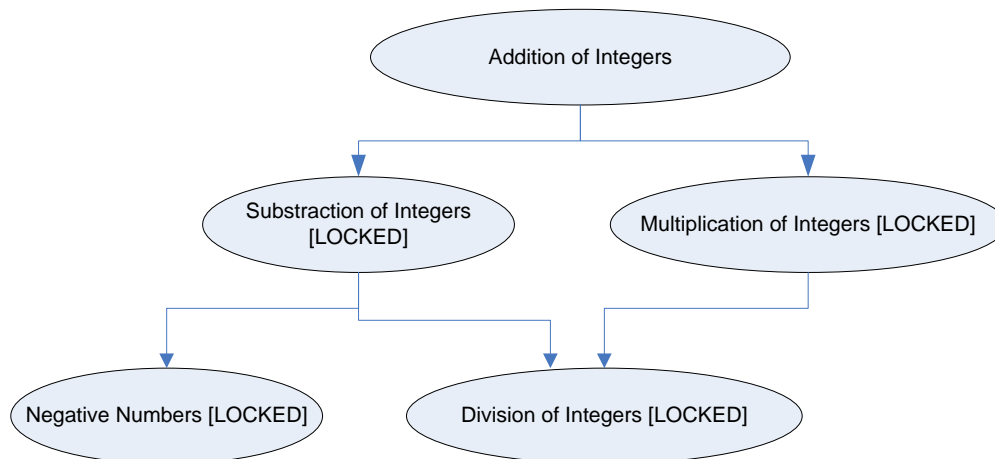 Addition of Integers
Substraction of Integers
[LOCKED]
Multiplication of Integers [LOCKED]
Negative Numbers [LOCKED]
Division of Integers [LOCKED]